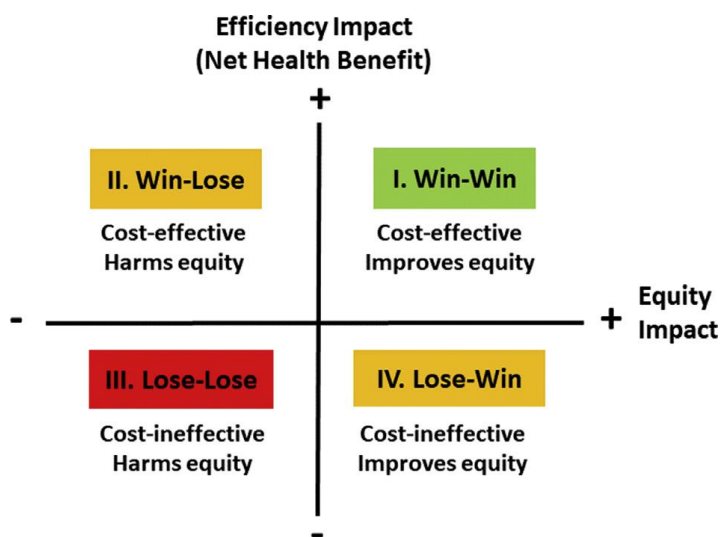 Efficiency Impact
(Net Health Benefit)
+
II. Win-Lose
I. Win-Win
Cost-effective
Harms equity
Cost-effective
Improves equity
-
+
Equity
Impact
III. Lose-Lose
IV. Lose-Win
Cost-ineffective
Harms equity
Cost-ineffective
Improves equity
-